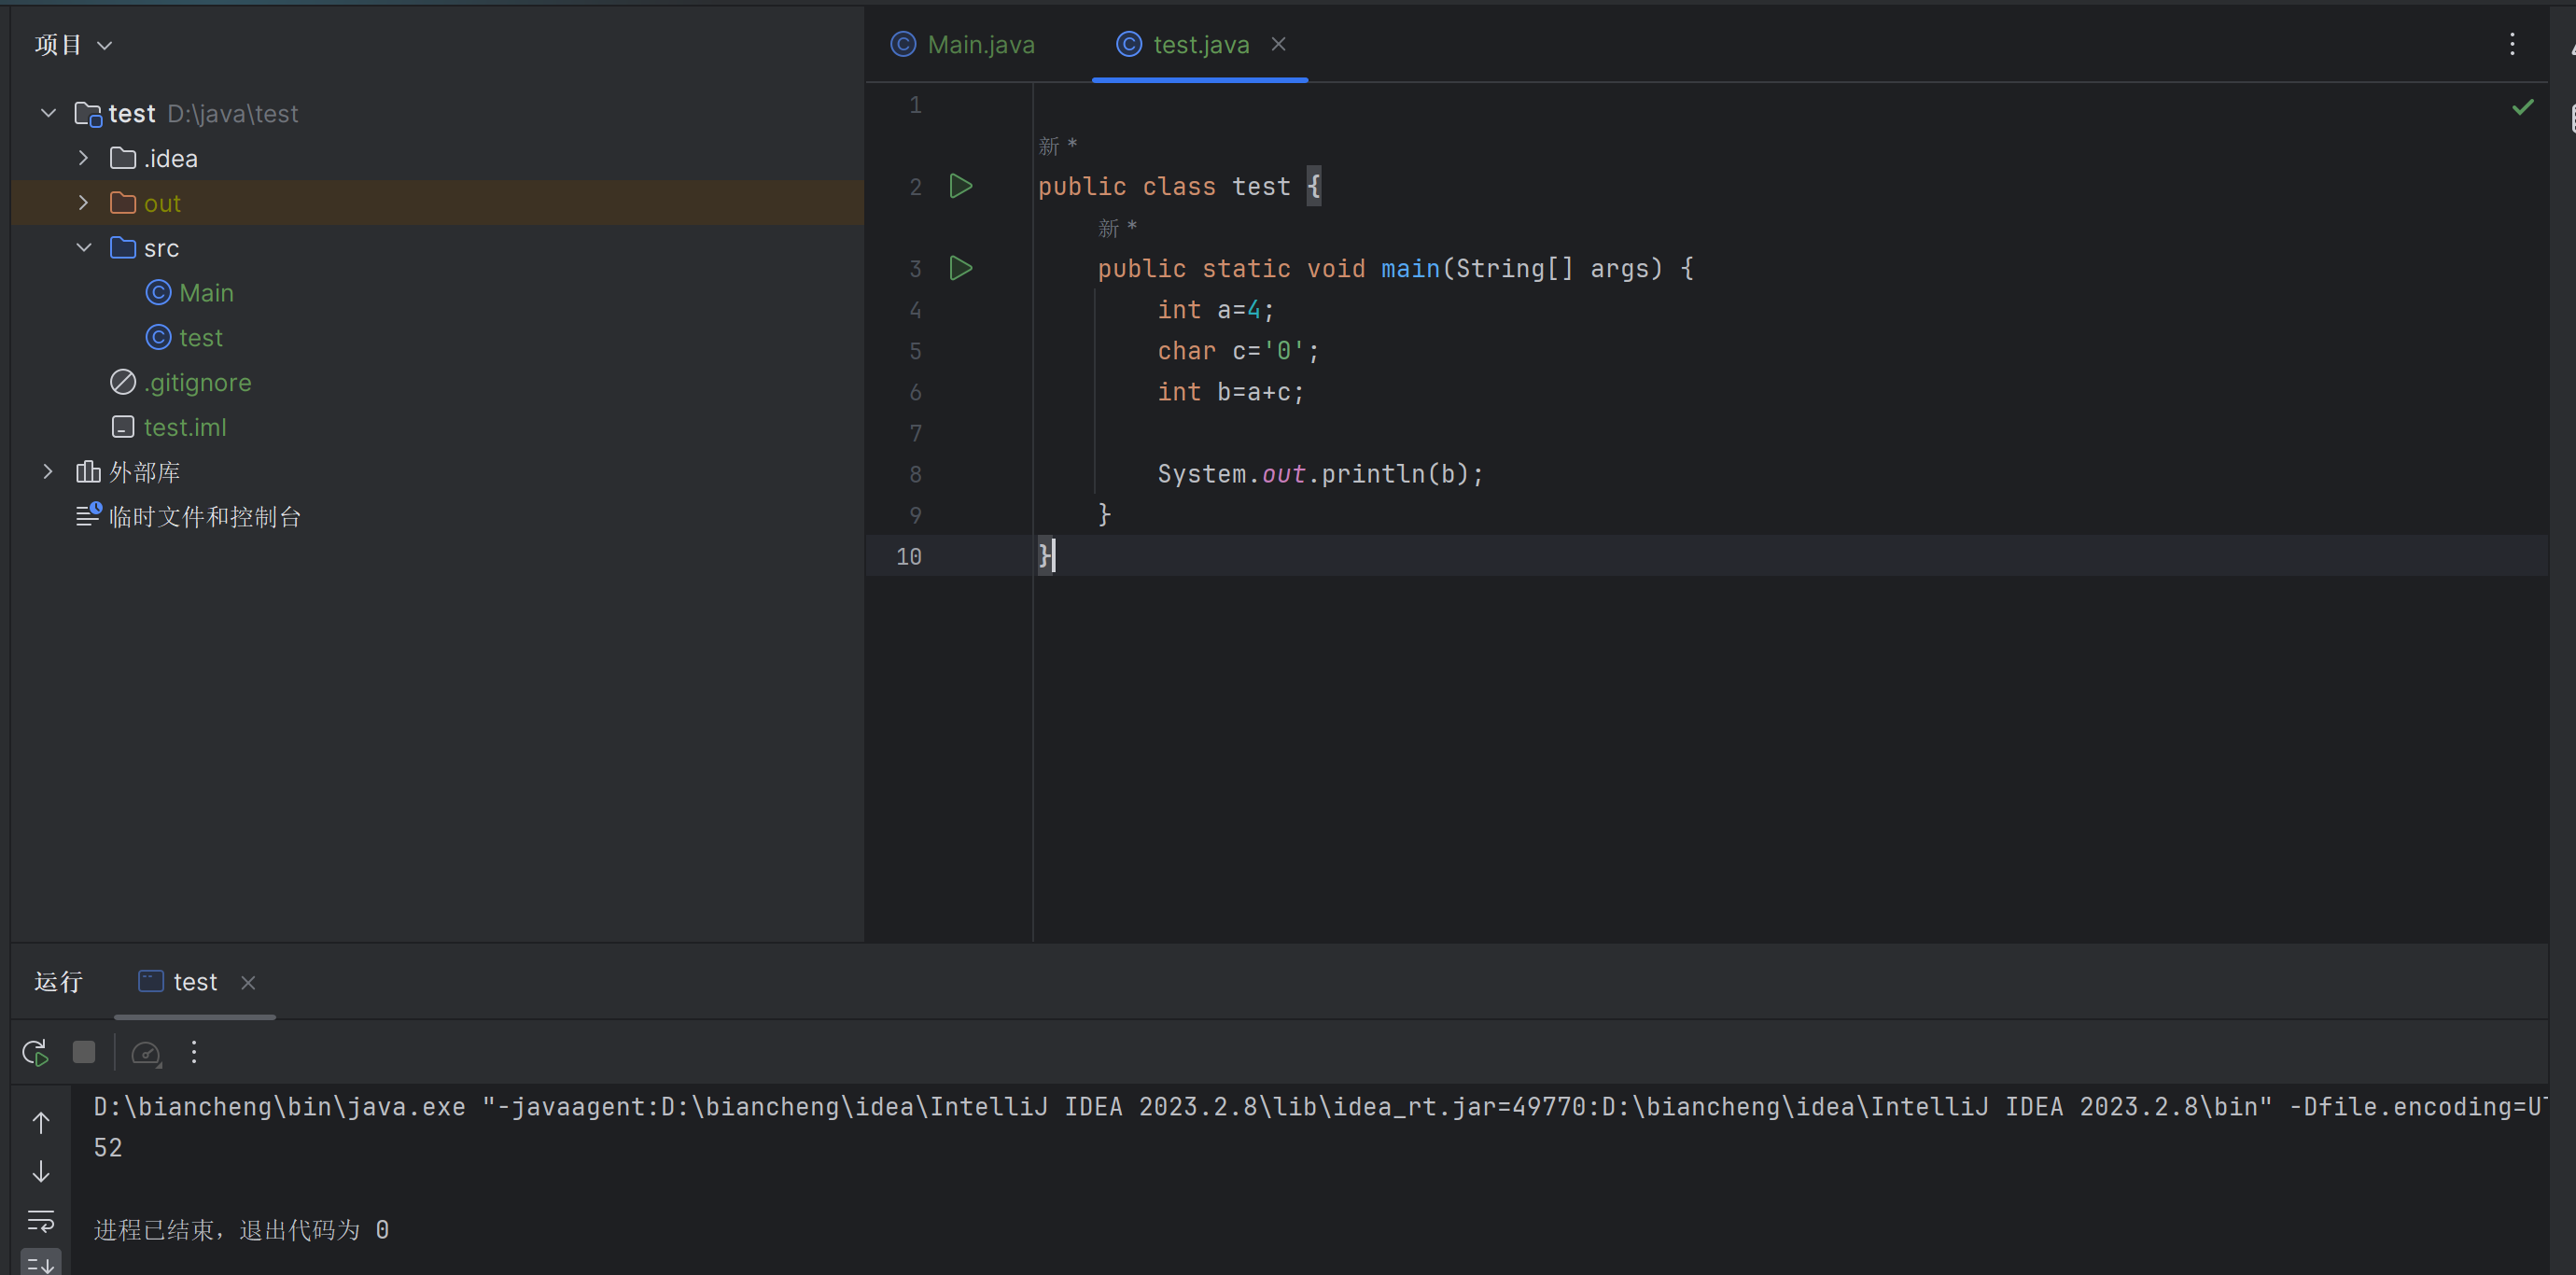 项目
test D:\java\test
.idea
out
src
Main
test
.gitignore
test.iml
外部库
临时文件和控制台
Main.java test.java
1
新 *
2 public class test {
新 *
3 public static void main(String[] args) {
4 int a=4;
5 char c='0';
6 int b=a+c;
7
8 System.out.println(b);
9 }
10 }
运行 test
D:\biancheng\bin\java.exe "-javaagent:D:\biancheng\idea\IntelliJ IDEA 2023.2.8\lib\idea_rt.jar=49770:D:\biancheng\idea\IntelliJ IDEA 2023.2.8\bin" -Dfile.encoding=U
52
进程已结束，退出代码为 0